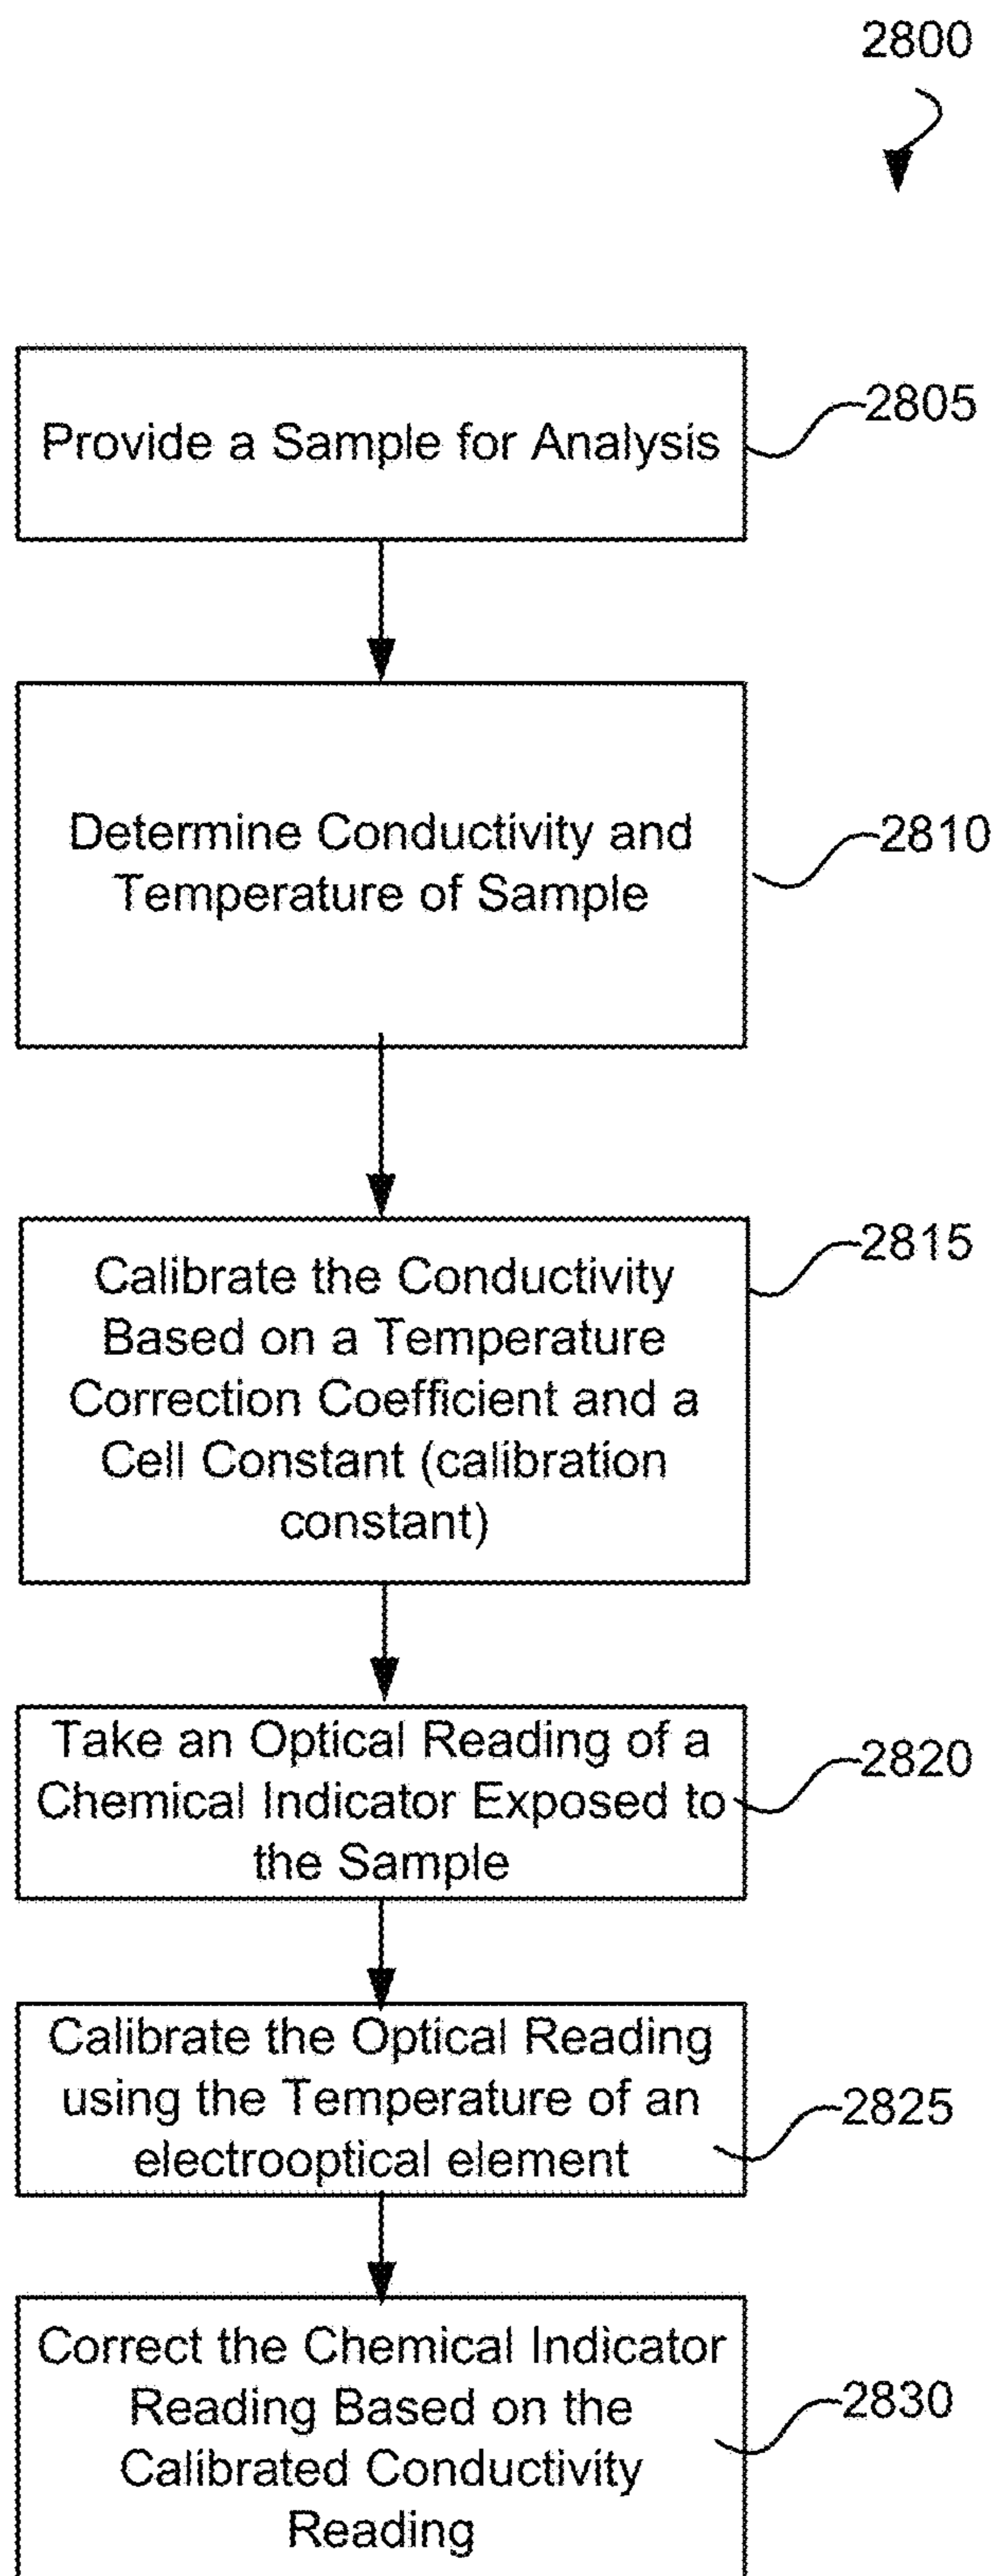 2800
Provide a Sample for Analysis
2805
Determine Conductivity and
Temperature of Sample
2810
Calibrate the Conductivity
Based on a Temperature
Correction Coefficient and a
Cell Constant (calibration
constant)
2815
Take an Optical Reading of a
Chemical Indicator Exposed to
the Sample
2820
Calibrate the Optical Reading
using the Temperature of an
electrooptical element
2825
Correct the Chemical Indicator
Reading Based on the
Calibrated Conductivity
Reading
2830